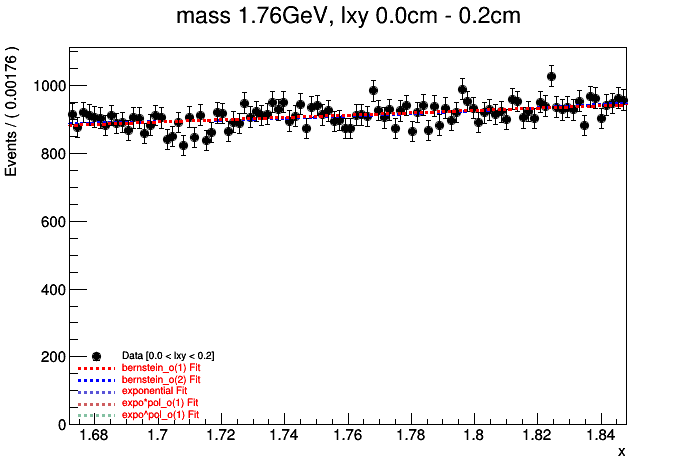 mass 1.76GeV, lxy 0.0cm - 0.2cm
Events / ( 0.00176 )
1000
800
600
400
200
0
Data [0.0 < lxy < 0.2]
bernstein_o(1) Fit
bernstein_o(2) Fit
exponential Fit
expo*pol_o(1) Fit
expo^pol_o(1) Fit
1.68 1.7 1.72 1.74 1.76 1.78 1.8 1.82 1.84
x